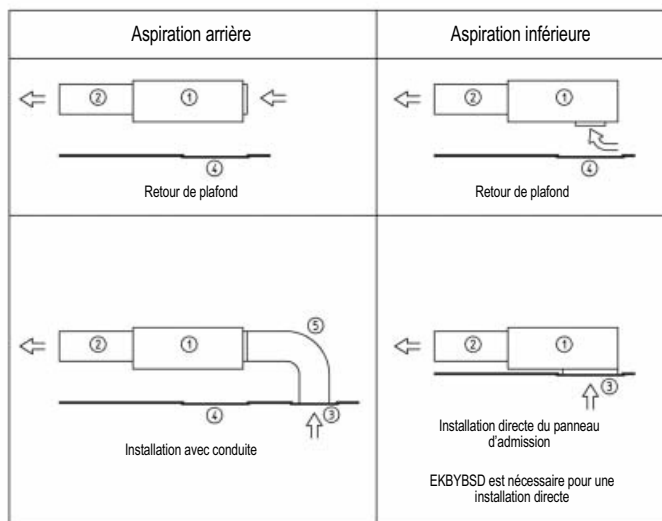 Aspiration arrière
Aspiration inférieure
② ①
④
Retour de plafond
② ①
④
Retour de plafond
⑤
② ①
④ ③
Installation avec conduite
② ①
③
Installation directe du panneau
d'admission
EKBYBSD est nécessaire pour une
installation directe